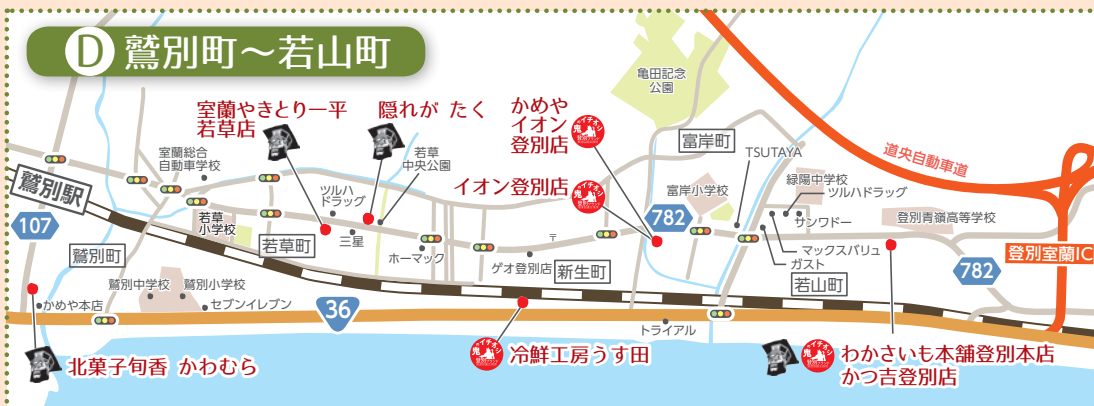 D 鷲別町～若山町
亀田記念
公園
室蘭やきとり一平
若草店
隠れが たく
かめや
イオン
登別店
富岸町
TSUTAYA
道央自動車道
室蘭総合
自動車学校
若草
中央公園
鷲別駅
ツルハ
ドラッグ
イオン登別店
富岸小学校
緑陽中学校
ツルハドラッグ
サンワドー
登別青嶺高等学校
107
若草
小学校
若草町
三星
ホーマック
〒
782
マックスバリュ
ガスト
鷲別町
ゲオ登別店
新生町
若山町
782
登別室蘭IC
鷲別中学校
鷲別小学校
かめや本店
セブンイレブン
36
トライアル
北菓子旬香 かわむら
冷鮮工房うす田
わかさいも本舗登別本店
かつ吉登別店